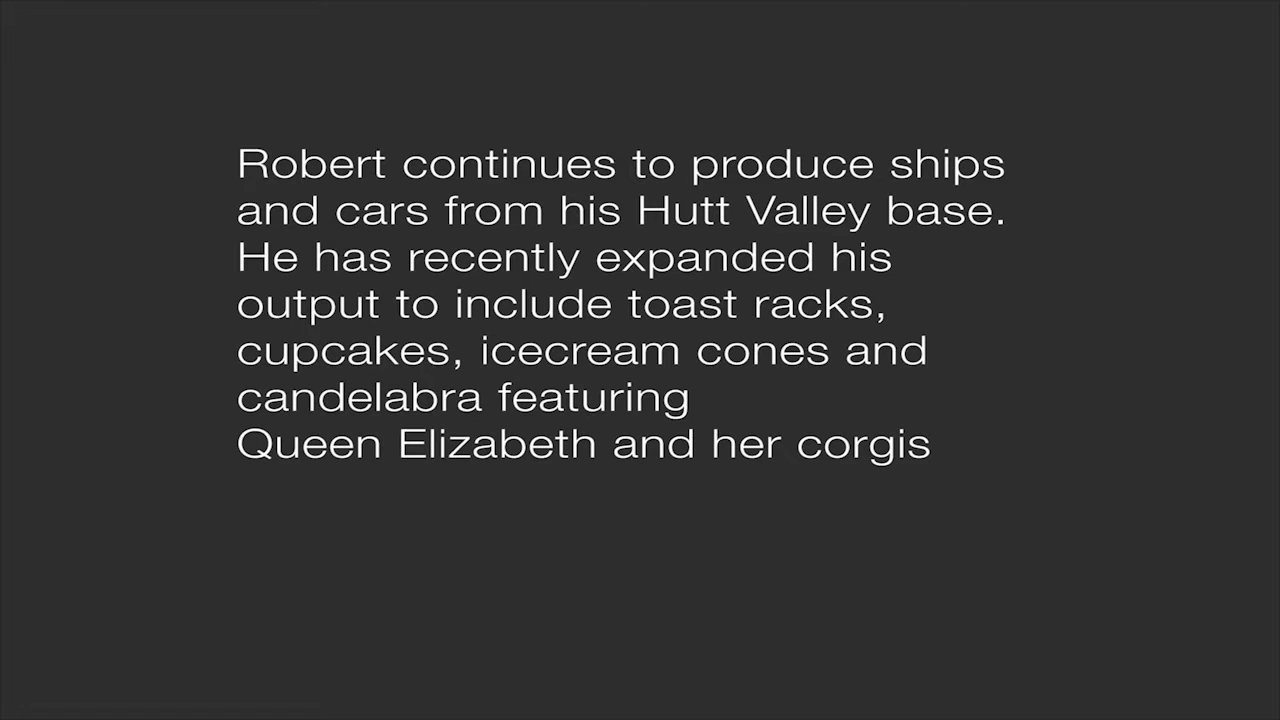 Robert continues to produce ships
and cars from his Hutt Valley base.
He has recently expanded his
output to include toast racks,
cupcakes, icecream cones and
candelabra featuring
Queen Elizabeth and her corgis